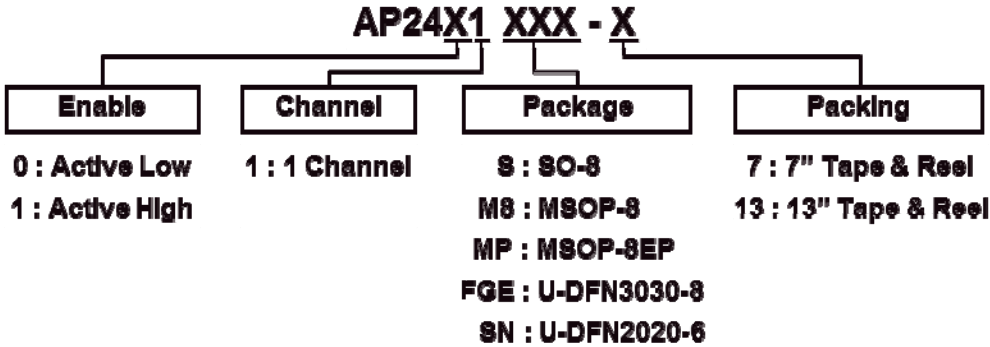 AP24X1 XXX - X
Enable Channel Package Packing
0 : Active Low 1 : 1 Channel S : SO-8 7 : 7" Tape & Reel
1 : Active High M8 : MSOP-8 13 : 13" Tape & Reel
MP : MSOP-8EP
FGE : U-DFN3030-8
SN : U-DFN2020-6